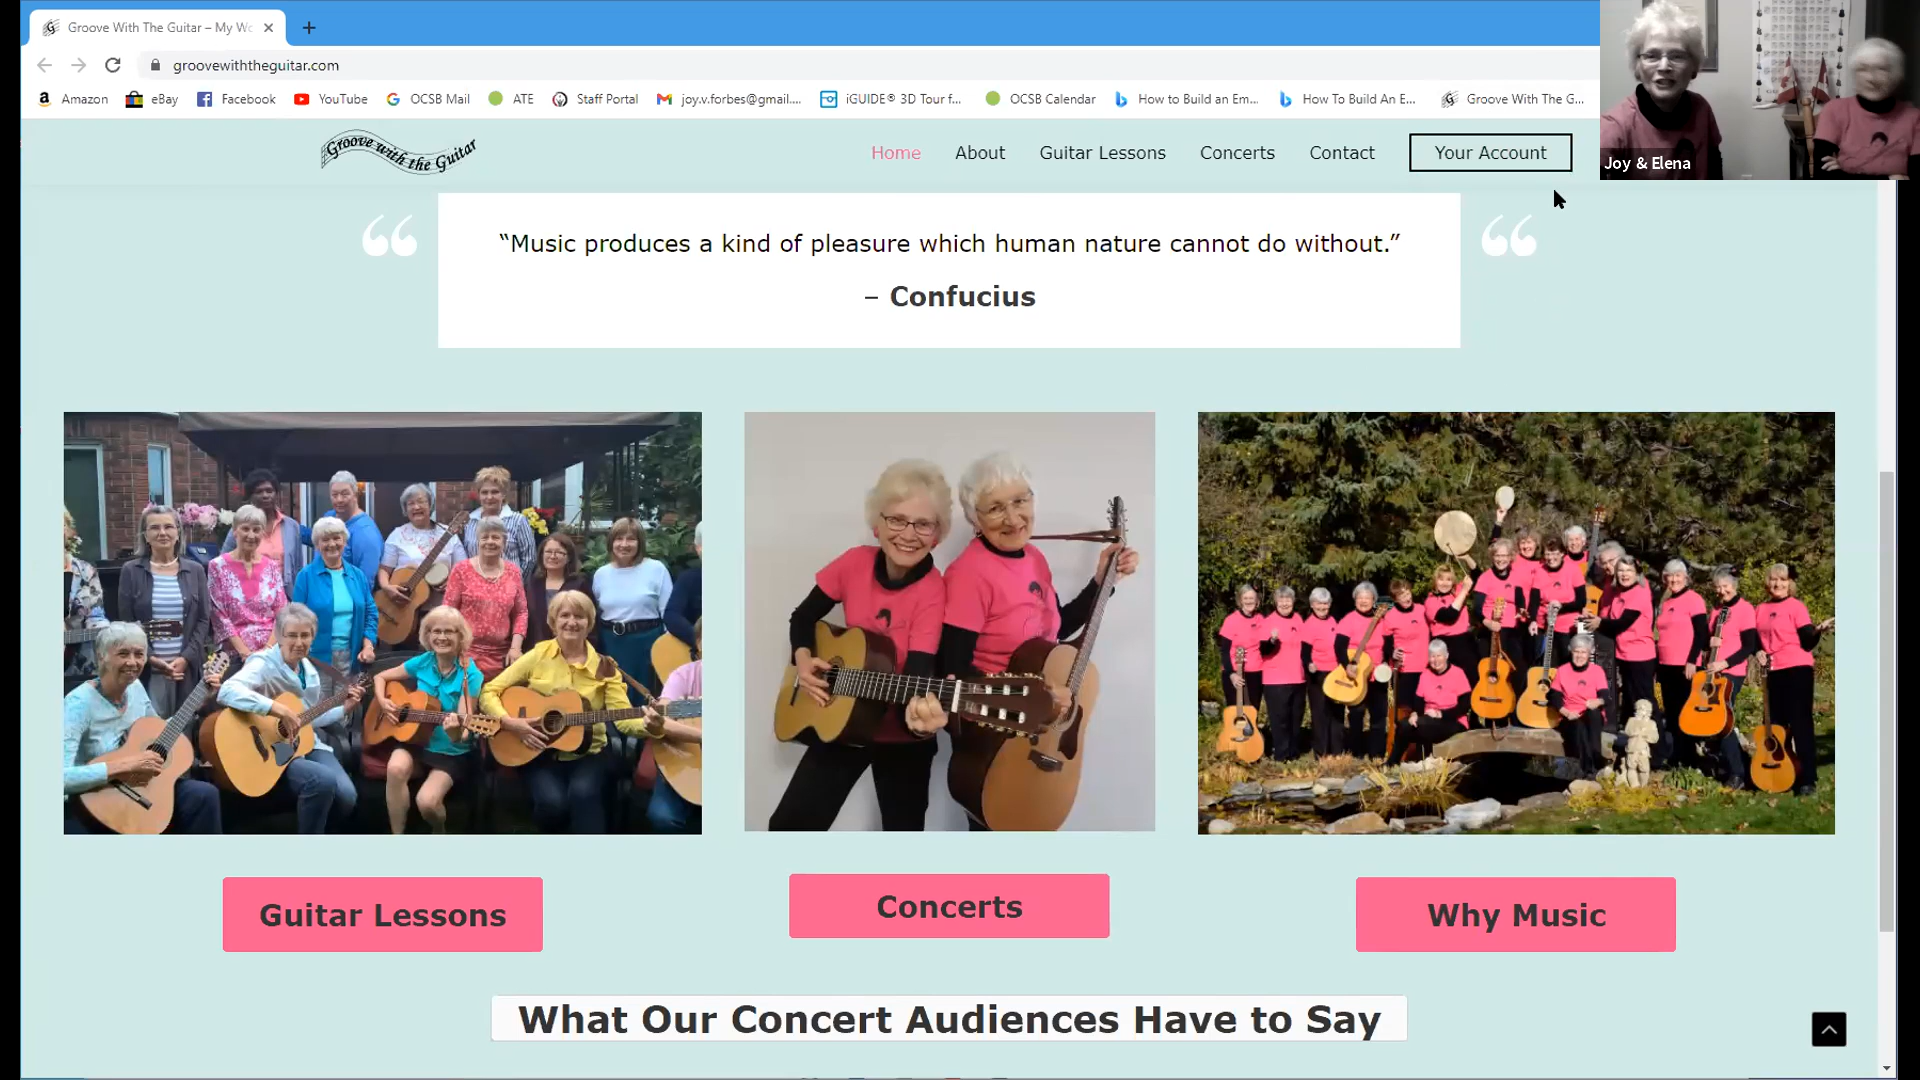 Groove With The Guitar – My Wo
groovewiththeguitar.com
Amazon
eBay
Facebook
YouTube
OCSB Mail
ATE
Staff Portal
joy.v.forbes@gmail....
iGUIDE® 3D Tour f...
OCSB Calendar
How to Build an Em...
How To Build An E...
Groove With The G...
Joy & Elena
Groove with the Guitar
Home
About
Guitar Lessons
Concerts
Contact
Your Account
“Music produces a kind of pleasure which human nature cannot do without.”
– Confucius
Guitar Lessons
Concerts
Why Music
What Our Concert Audiences Have to Say